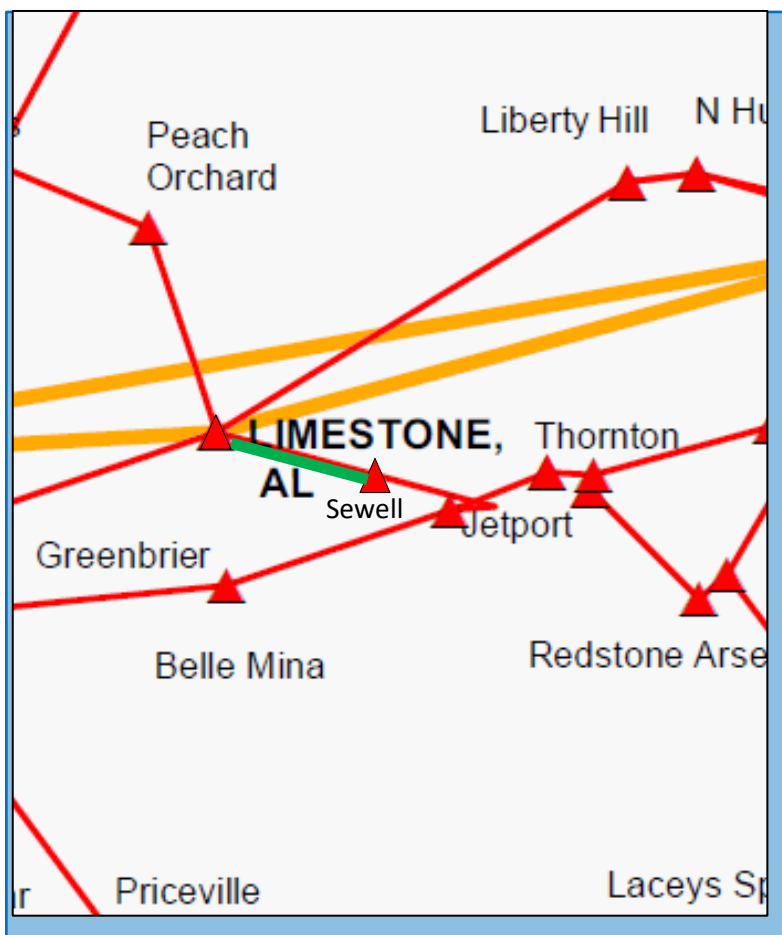 Liberty Hill
N Hu
Peach
Orchard
LIMESTONE,
AL
Thornton
Sewell
Jetport
Greenbrier
Belle Mina
Redstone Arse
Priceville
Laceys Sp